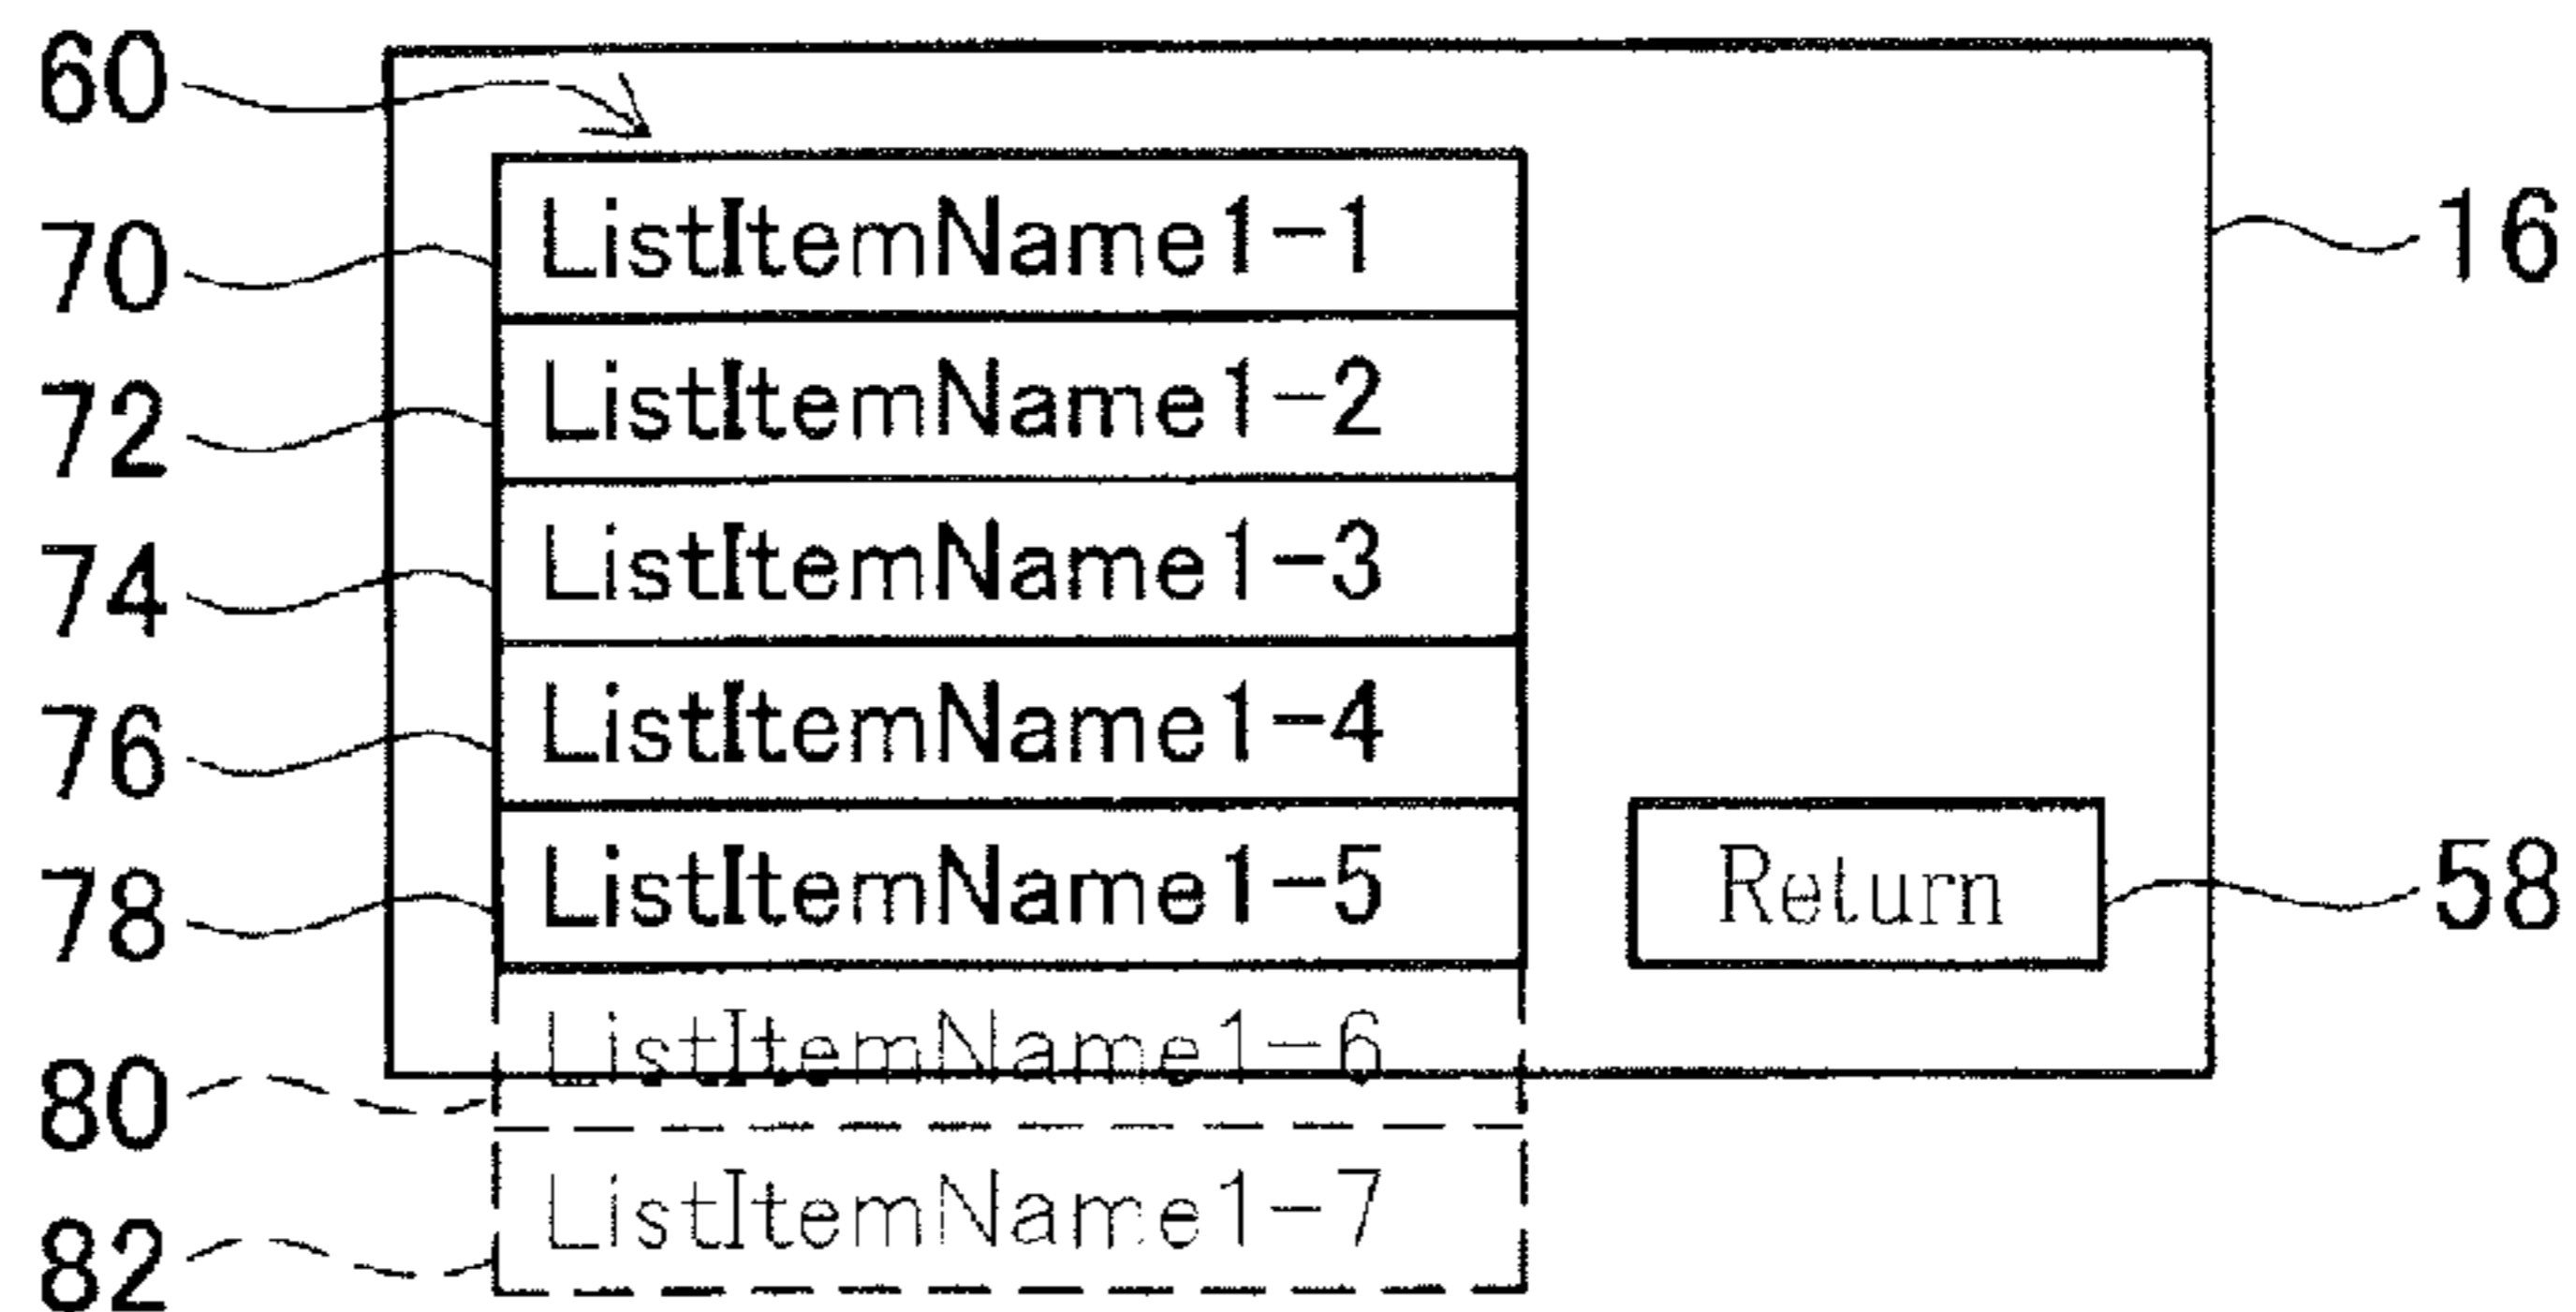 60
70 ListItemName1-1 16
72 ListItemName1-2
74 ListItemName1-3
76 ListItemName1-4
78 ListItemName1-5 Return 58
80 ListItemName1-6
82 ListItemName1-7